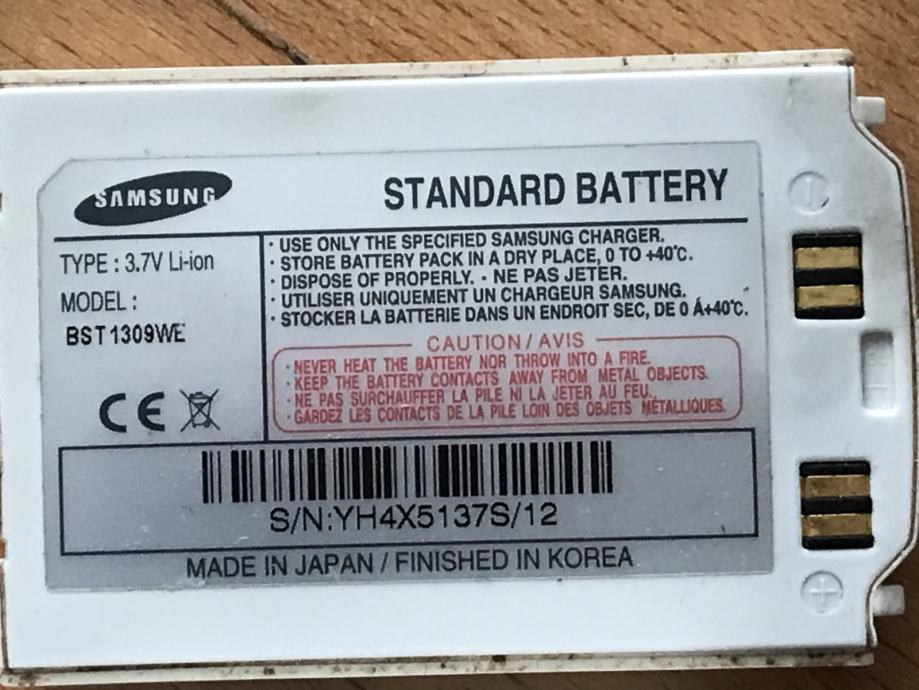 SAMSUNG
STANDARD BATTERY
TYPE : 3.7V Li-ion
MODEL :
BST1309WE
· USE ONLY THE SPECIFIED SAMSUNG CHARGER.
· STORE BATTERY PACK IN A DRY PLACE, 0 TO +40°C.
· DISPOSE OF PROPERLY. · NE PAS JETER.
· UTILISER UNIQUEMENT UN CHARGEUR SAMSUNG.
· STOCKER LA BATTERIE DANS UN ENDROIT SEC, DE 0 Á+40°C.
CAUTION / AVIS
· NEVER HEAT THE BATTERY NOR THROW INTO A FIRE.
· KEEP THE BATTERY CONTACTS AWAY FROM METAL OBJECTS.
· NE PAS SURCHAUFFER LA PILE NI LA JETER AU FEU.
· GARDEZ LES CONTACTS DE LA PILE LOIN DES OBJETS MÉTALLIQUES.
CE
S/N:YH4X5137S/12
MADE IN JAPAN / FINISHED IN KOREA